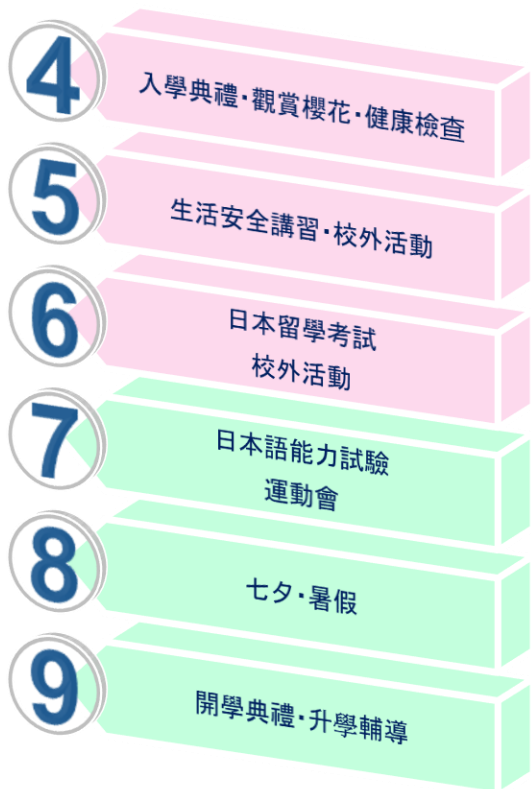 4
入學典禮·觀賞櫻花·健康檢查
5
生活安全講習·校外活動
6
日本留學考試
校外活動
7
日本語能力試驗
運動會
8
七夕·暑假
9
開學典禮·升學輔導